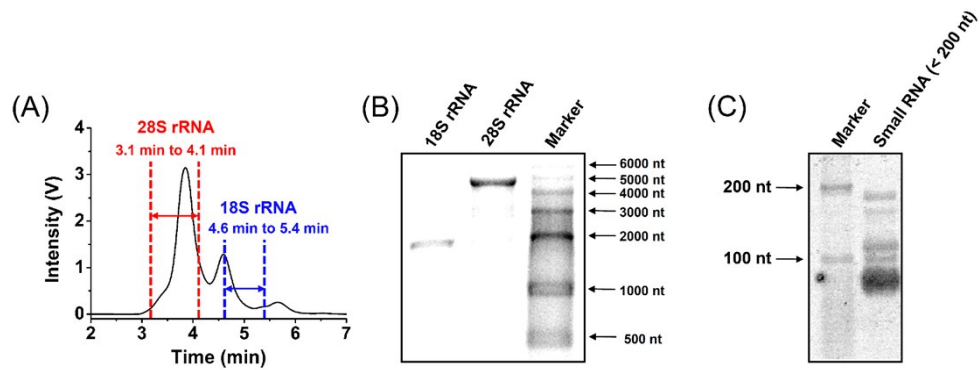 (A)
28S rRNA
3.1 min to 4.1 min
18S rRNA
4.6 min to 5.4 min
Intensity (V)
4
3
2
1
0
2 3 4 5 6 7
Time (min)
(B)
18S rRNA
28S rRNA
Marker
6000 nt
5000 nt
4000 nt
3000 nt
2000 nt
1000 nt
500 nt
(C)
Marker
Small RNA (< 200 nt)
200 nt
100 nt